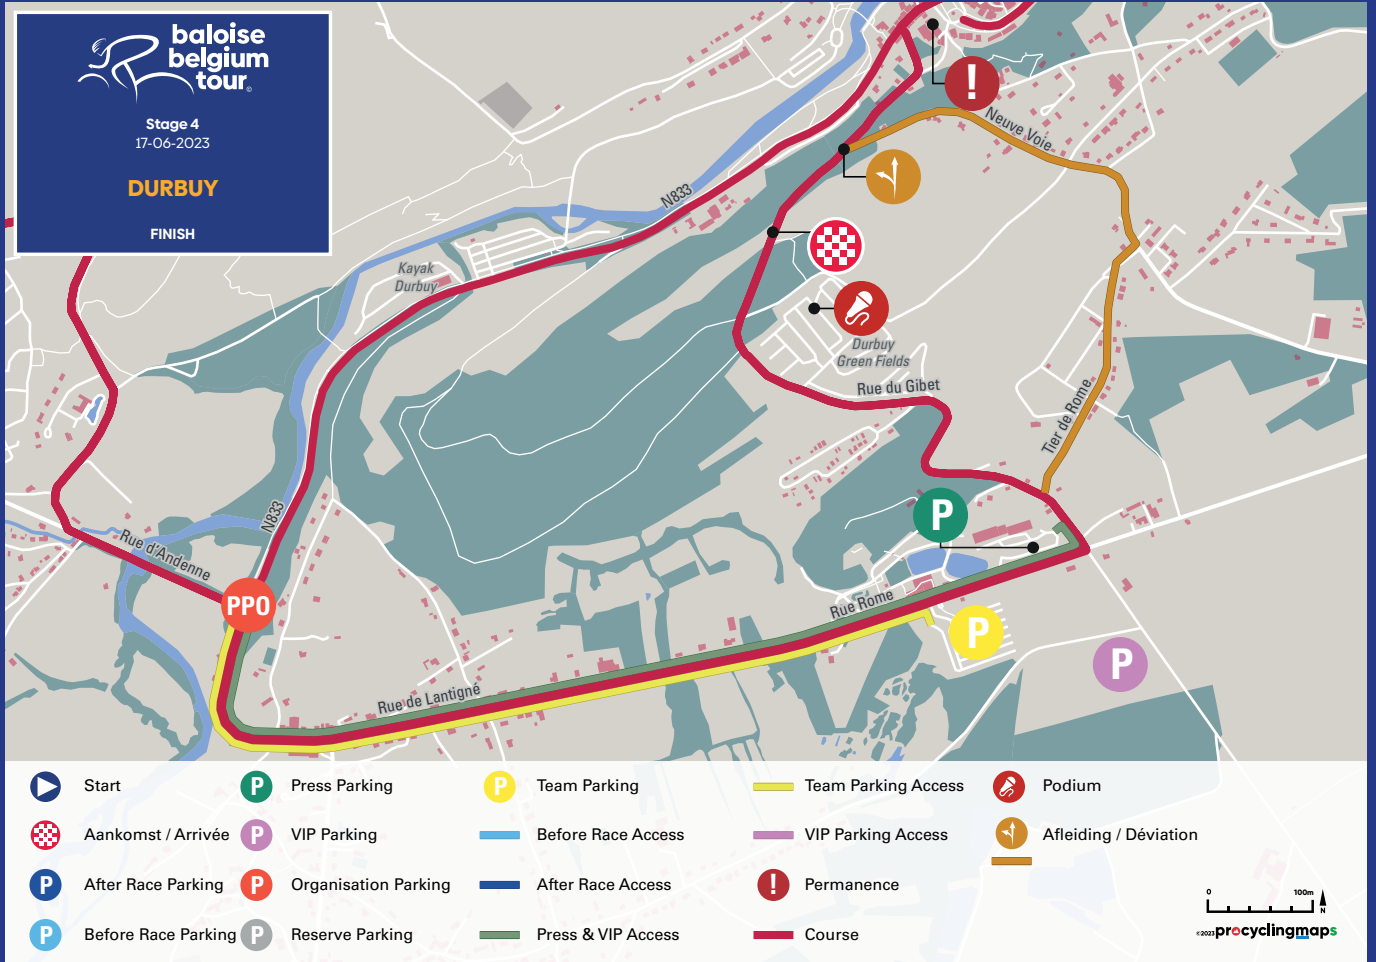 baloise
belgium
tour
Stage 4
17-06-2023
DURBUY
FINISH
!
Neuve Voie
N833
Kayak
Durbuy
Durbuy
Green Fields
Rue du Gibet
Tier de Rome
P
N833
Rue d'Andenne
PPO
Rue Rome
P
P
Rue de Lantigné
Start
P Press Parking
P Team Parking
Team Parking Access
Podium
Aankomst / Arrivée
P VIP Parking
Before Race Access
VIP Parking Access
Afleiding / Déviation
P After Race Parking
P Organisation Parking
After Race Access
! Permanence
P Before Race Parking
P Reserve Parking
Press & VIP Access
Course
0 100m
N
©2023 procyclingmaps